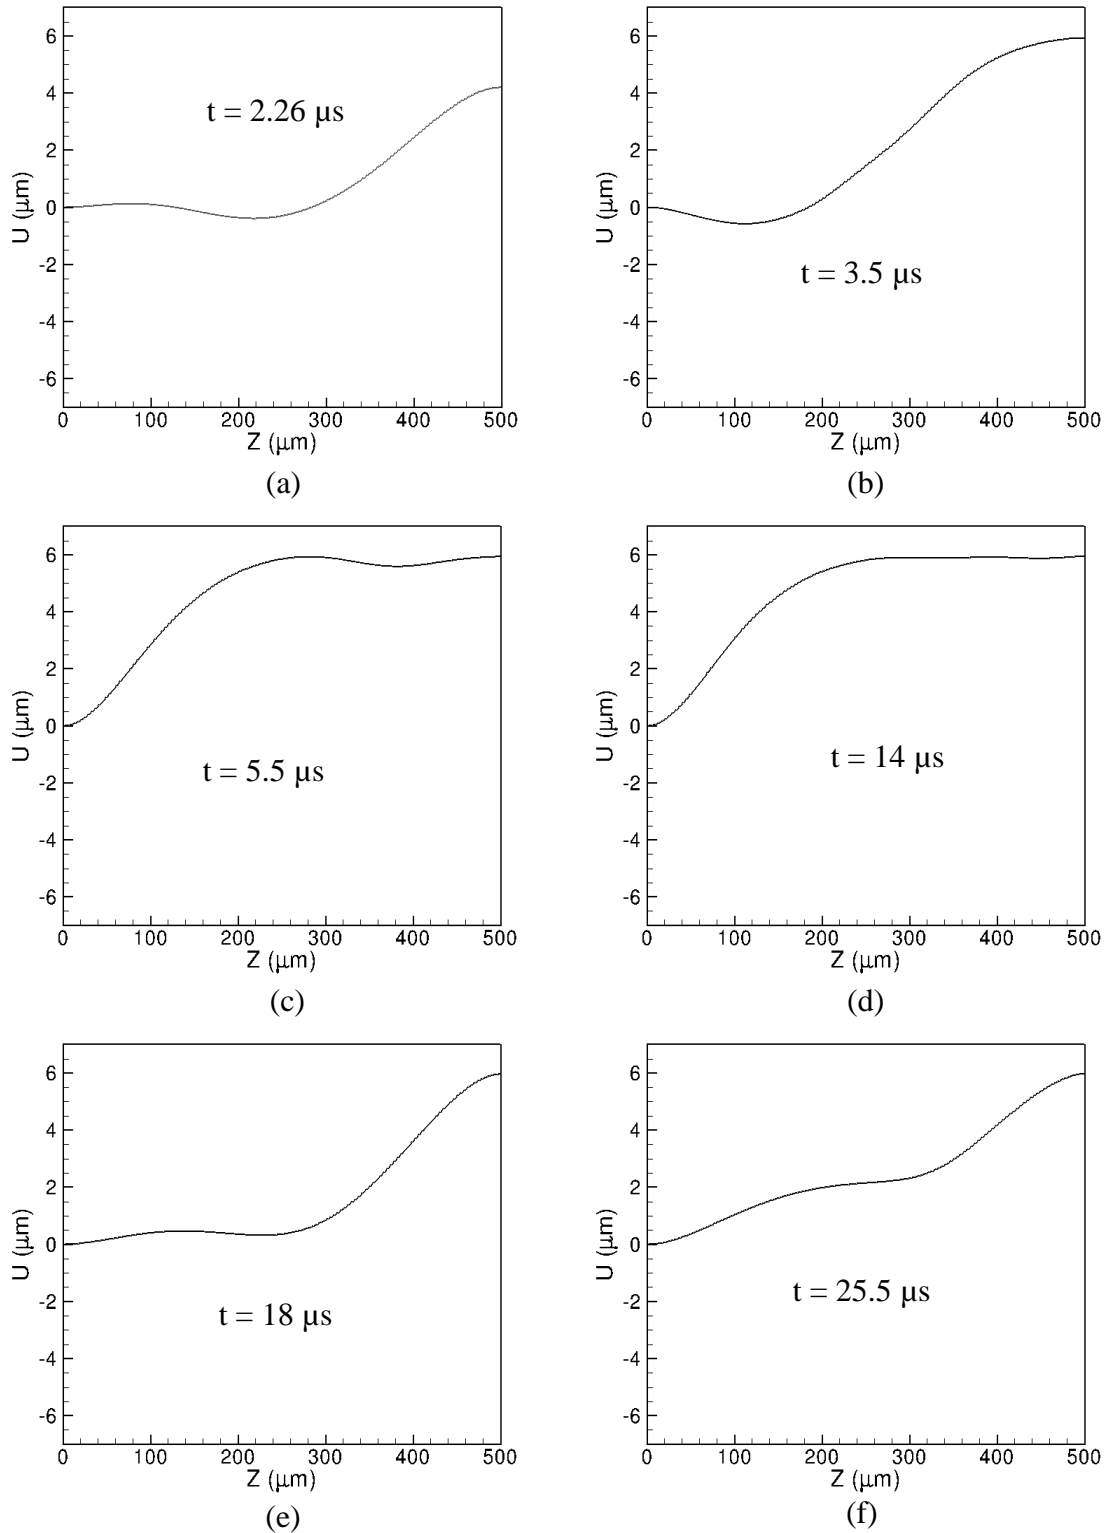 6
4
t = 2.26 µs
2
0
-2
-4
-6
U (µm)
0 100 200 300 400 500
Z (µm)
(a)
6
4
2
0
-2
t = 3.5 µs
-4
-6
U (µm)
0 100 200 300 400 500
Z (µm)
(b)
6
4
2
0
t = 5.5 µs
-2
-4
-6
U (µm)
0 100 200 300 400 500
Z (µm)
(c)
6
4
2
0
t = 14 µs
-2
-4
-6
U (µm)
0 100 200 300 400 500
Z (µm)
(d)
6
4
2
0
-2
t = 18 µs
-4
-6
U (µm)
0 100 200 300 400 500
Z (µm)
(e)
6
4
2
0
t = 25.5 µs
-2
-4
-6
U (µm)
0 100 200 300 400 500
Z (µm)
(f)